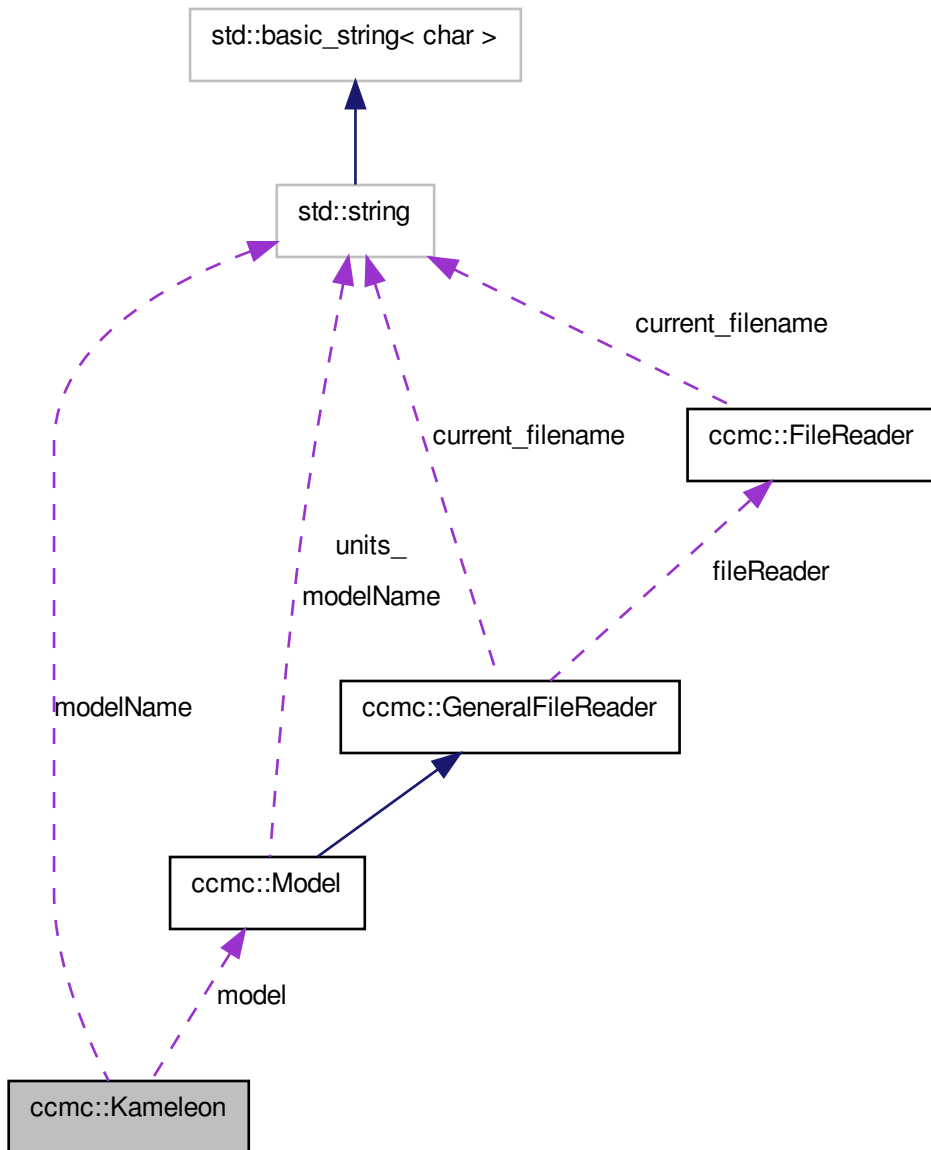 std::basic_string< char >
std::string
current_filename
ccmc::FileReader
current_filename
units_
modelName
fileReader
modelName
ccmc::GeneralFileReader
ccmc::Model
model
ccmc::Kameleon